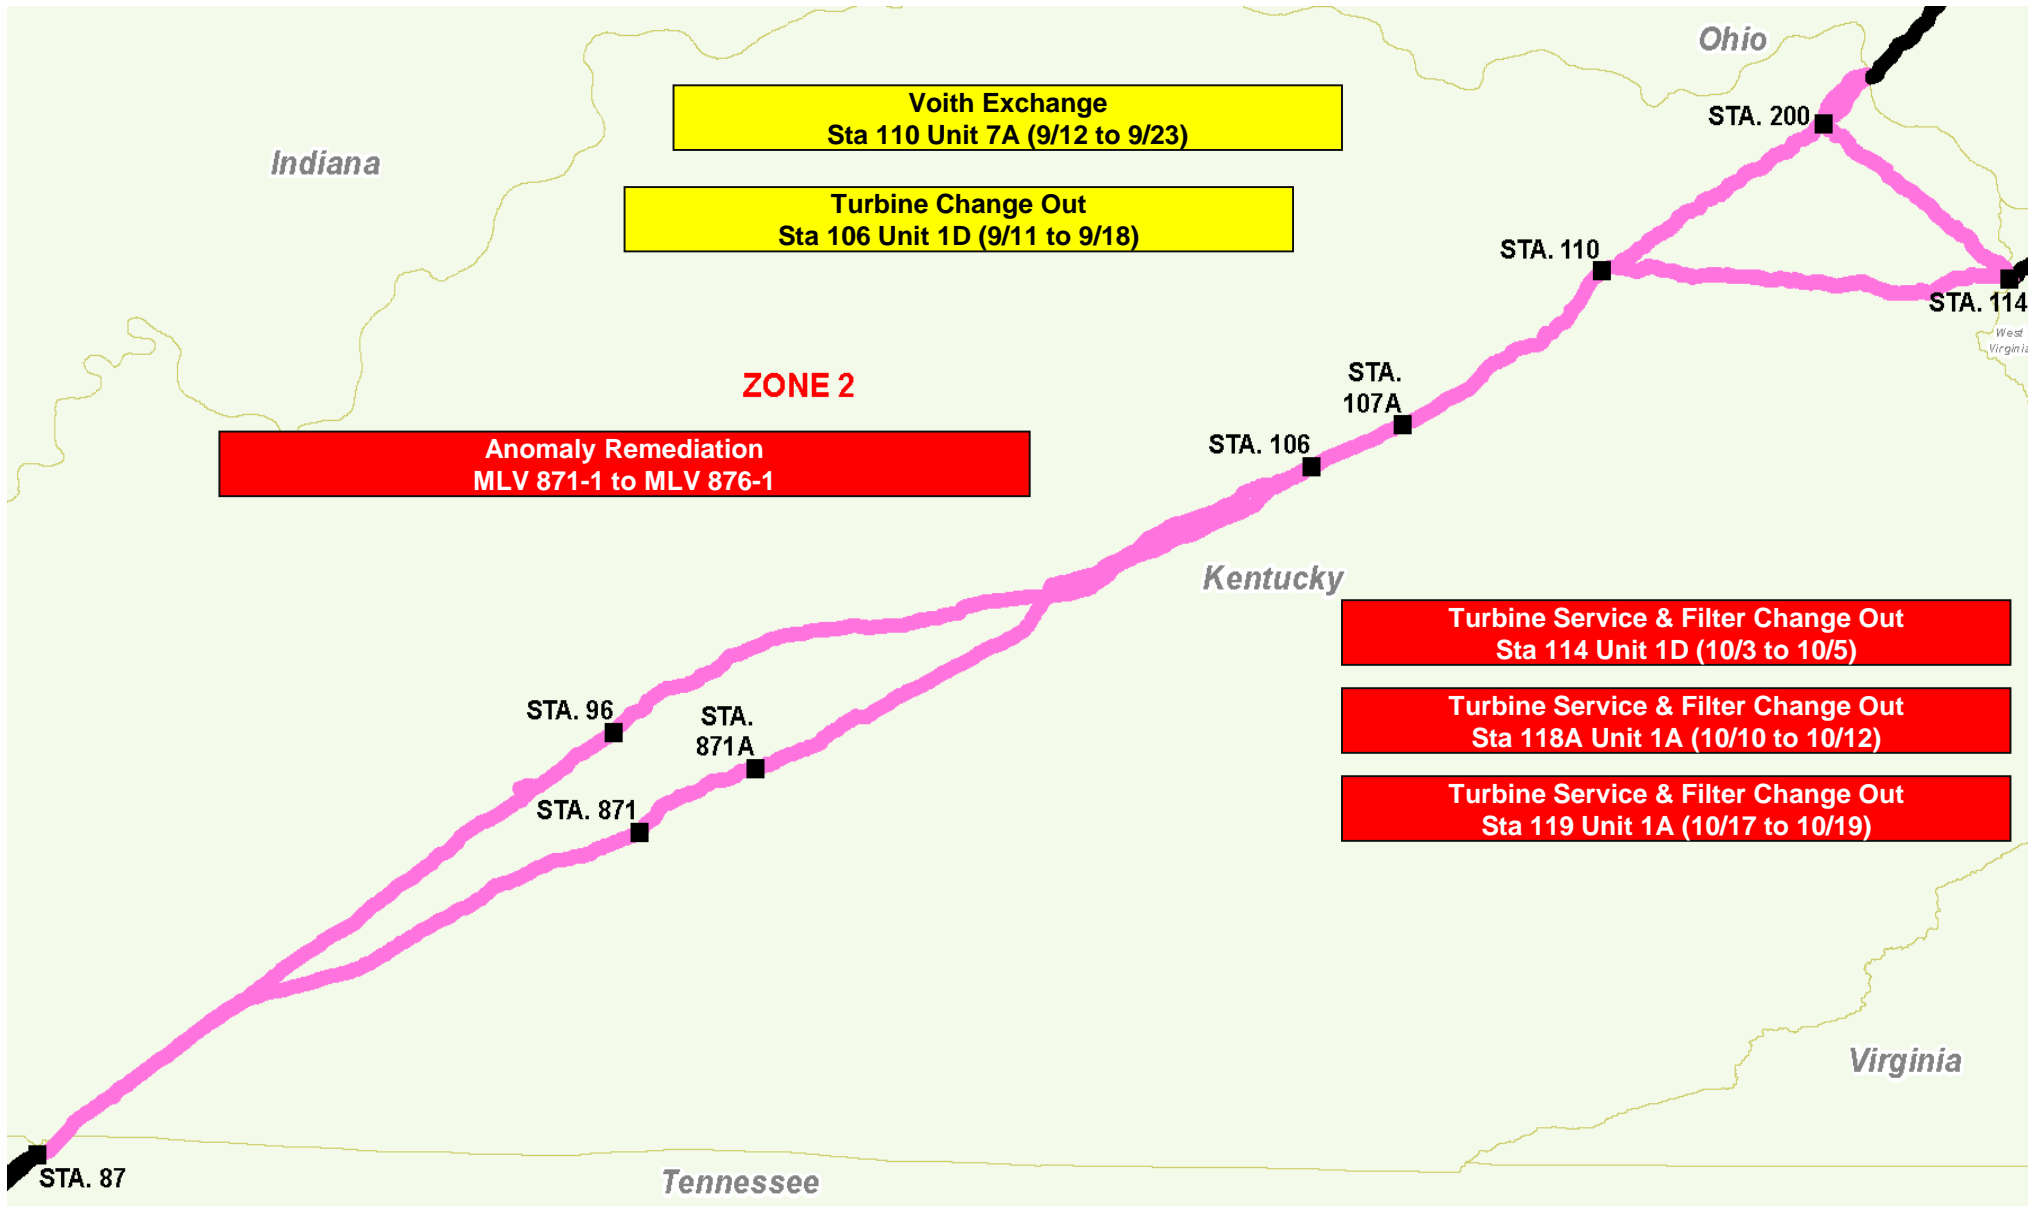 Ohio
Voith Exchange
Sta 110 Unit 7A (9/12 to 9/23)
STA. 200
Indiana
Turbine Change Out
Sta 106 Unit 1D (9/11 to 9/18)
STA. 110
STA. 114
West
Virginia
ZONE 2
STA.
107A
STA. 106
Anomaly Remediation
MLV 871-1 to MLV 876-1
Kentucky
Turbine Service & Filter Change Out
Sta 114 Unit 1D (10/3 to 10/5)
STA. 96
STA.
871A
Turbine Service & Filter Change Out
Sta 118A Unit 1A (10/10 to 10/12)
STA. 871
Turbine Service & Filter Change Out
Sta 119 Unit 1A (10/17 to 10/19)
Virginia
STA. 87
Tennessee